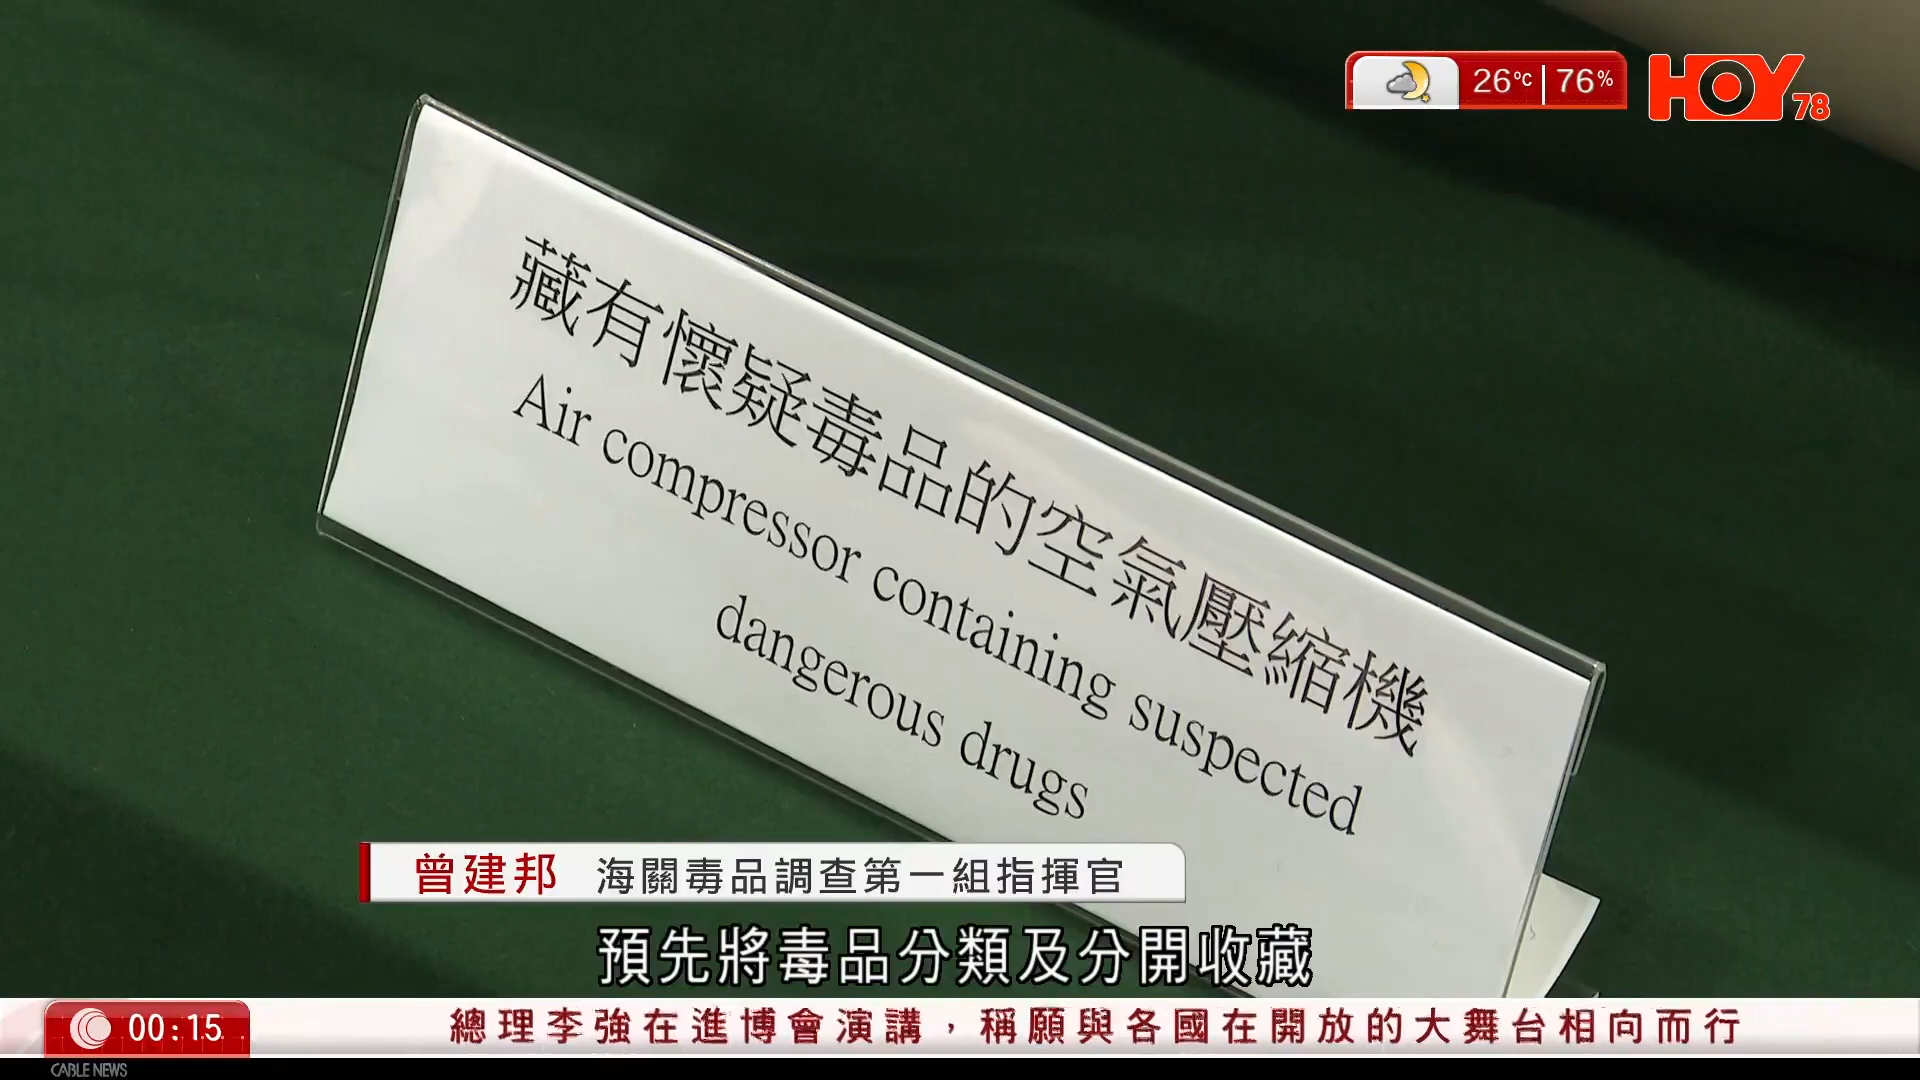 26℃ 76%
HOY 78
藏有懷疑毒品的空氣壓縮機
Air compressor containing suspected
dangerous drugs
曾建邦 海關毒品調查第一組指揮官
預先將毒品分類及分開收藏
00:15 總理李強在進博會演講，稱願與各國在開放的大舞台相向而行
CABLE NEWS